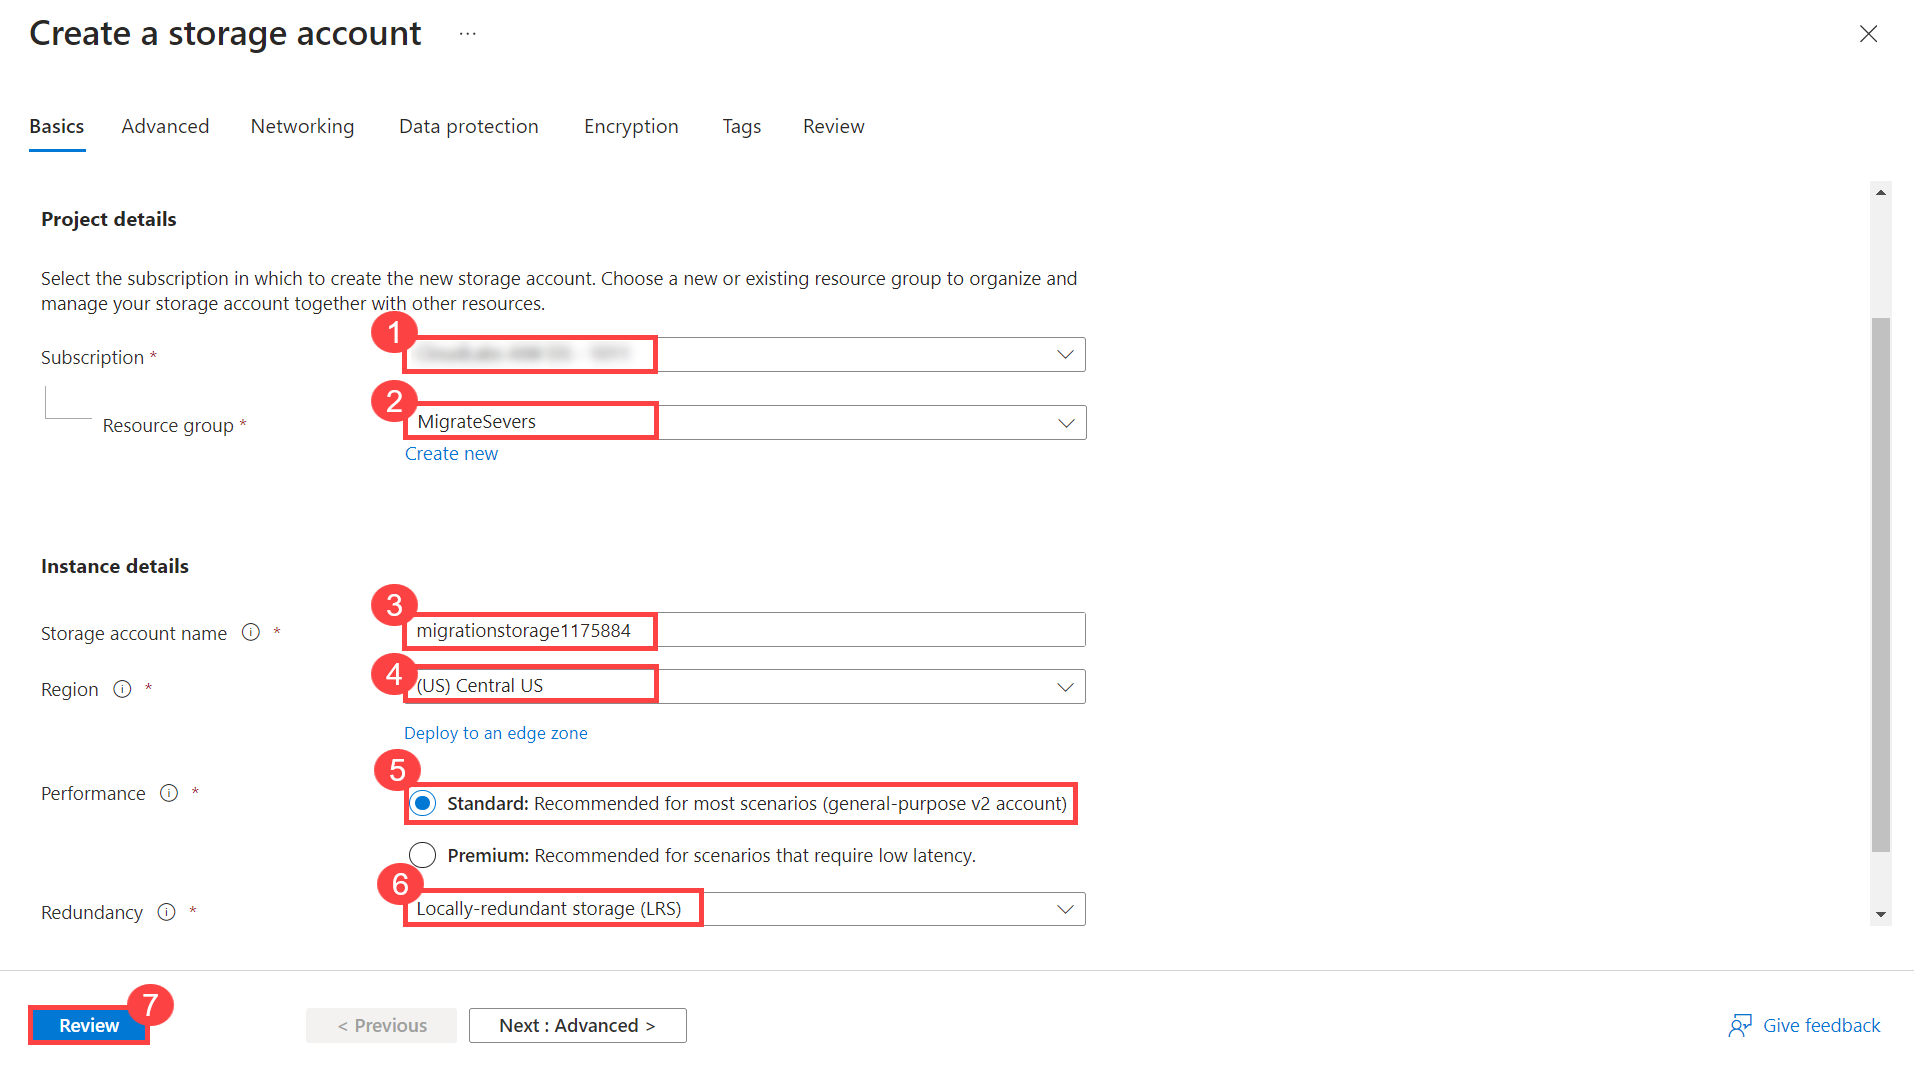 Create a storage account ...
Basics Advanced Networking Data protection Encryption Tags Review
Project details
Select the subscription in which to create the new storage account. Choose a new or existing resource group to organize and
manage your storage account together with other resources.
1
Subscription *
2
Resource group * MigrateSevers
Create new
Instance details
3
Storage account name * migrationstorage1175884
4
Region * (US) Central US
Deploy to an edge zone
5
Performance * Standard: Recommended for most scenarios (general-purpose v2 account)
Premium: Recommended for scenarios that require low latency.
6
Redundancy * Locally-redundant storage (LRS)
7
Review < Previous Next : Advanced > Give feedback